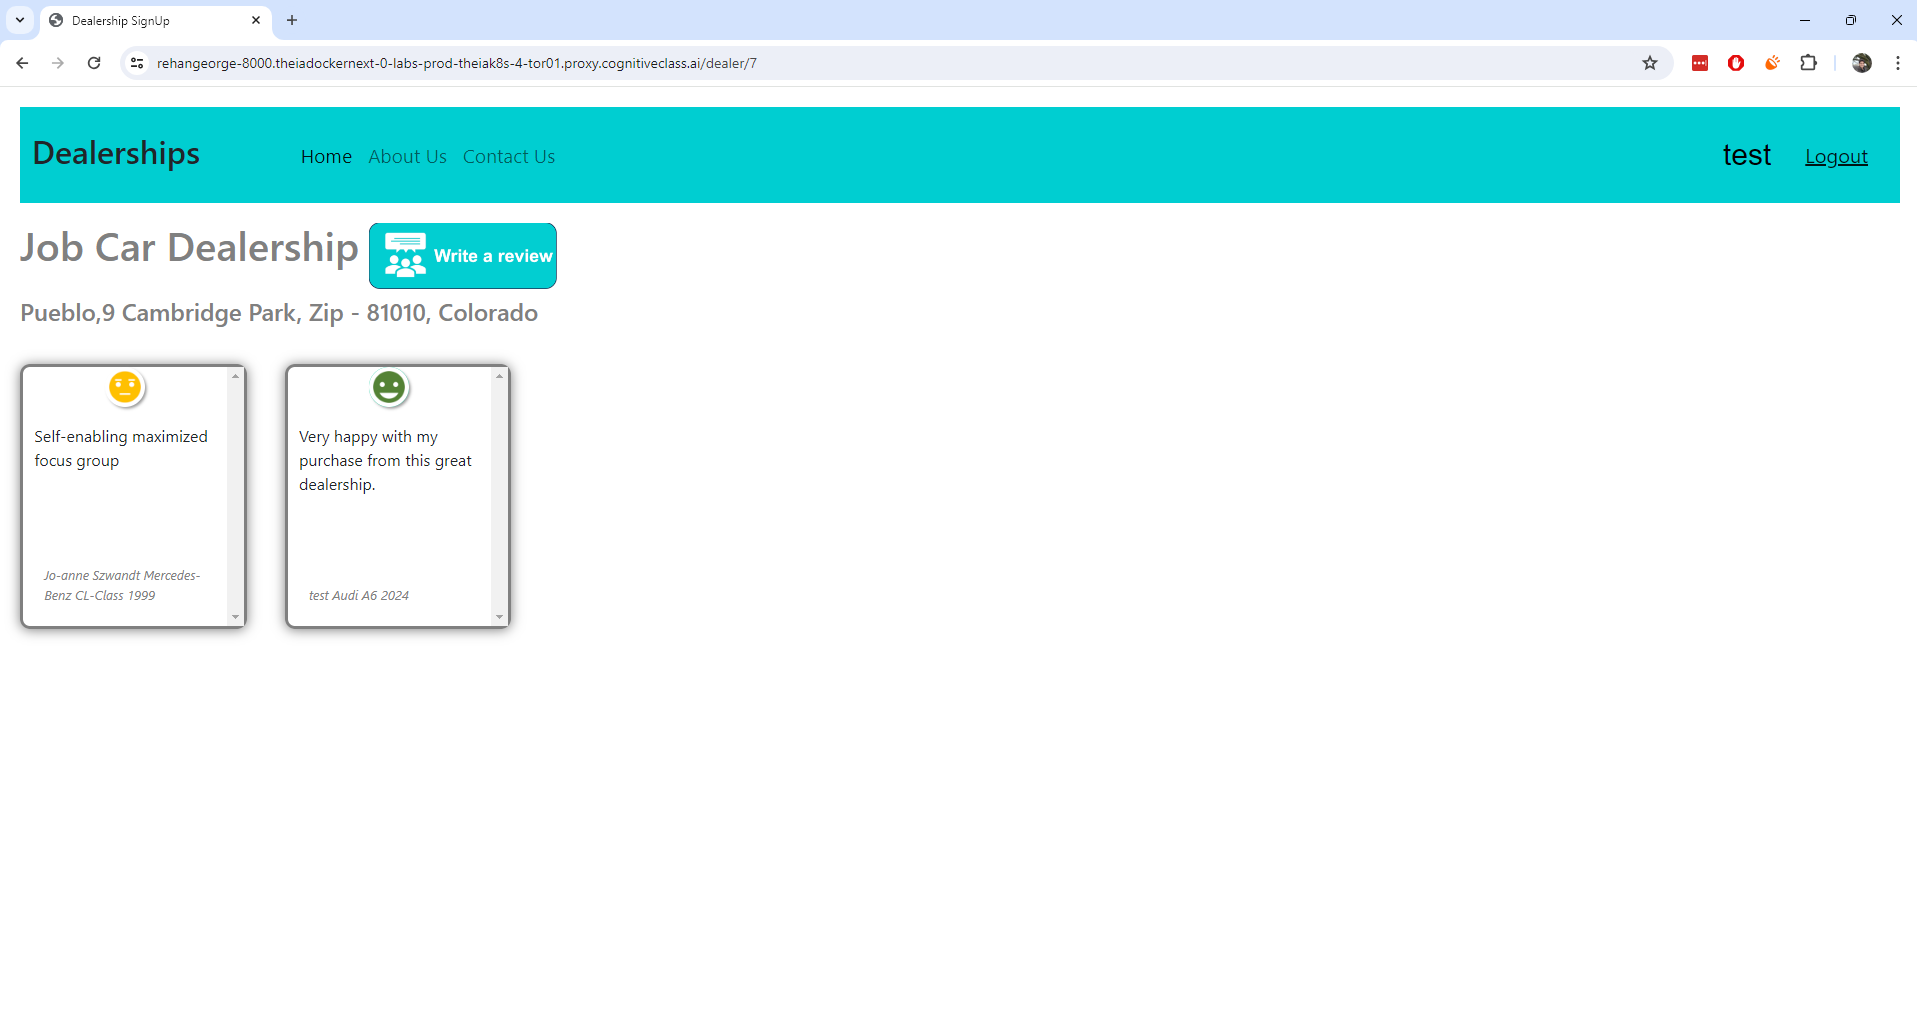 Dealership SignUp
rehangeorge-8000.theiadockernext-0-labs-prod-theiak8s-4-tor01.proxy.cognitiveclass.ai/dealer/7
Dealerships
Home About Us Contact Us
test
Logout
Job Car Dealership
Write a review
Pueblo,9 Cambridge Park, Zip - 81010, Colorado
Self-enabling maximized
focus group
Jo-anne Szwandt Mercedes-
Benz CL-Class 1999
Very happy with my
purchase from this great
dealership.
test Audi A6 2024